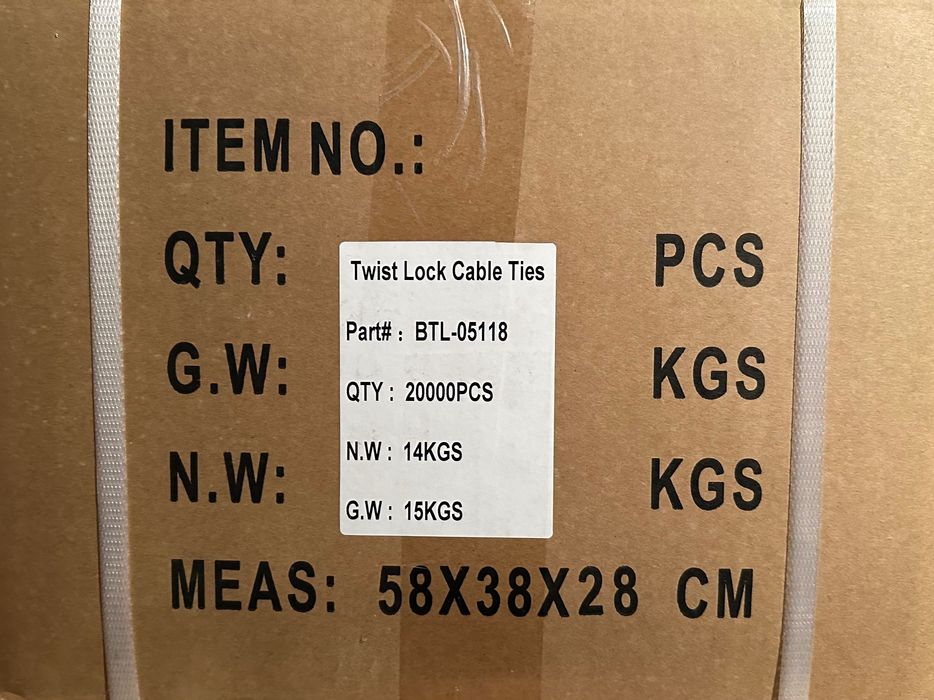 ITEM NO.:
QTY: PCS
Twist Lock Cable Ties
Part# : BTL-05118
G.W: KGS
QTY : 20000PCS
N.W : 14KGS
N.W: KGS
G.W : 15KGS
MEAS: 58X38X28 CM